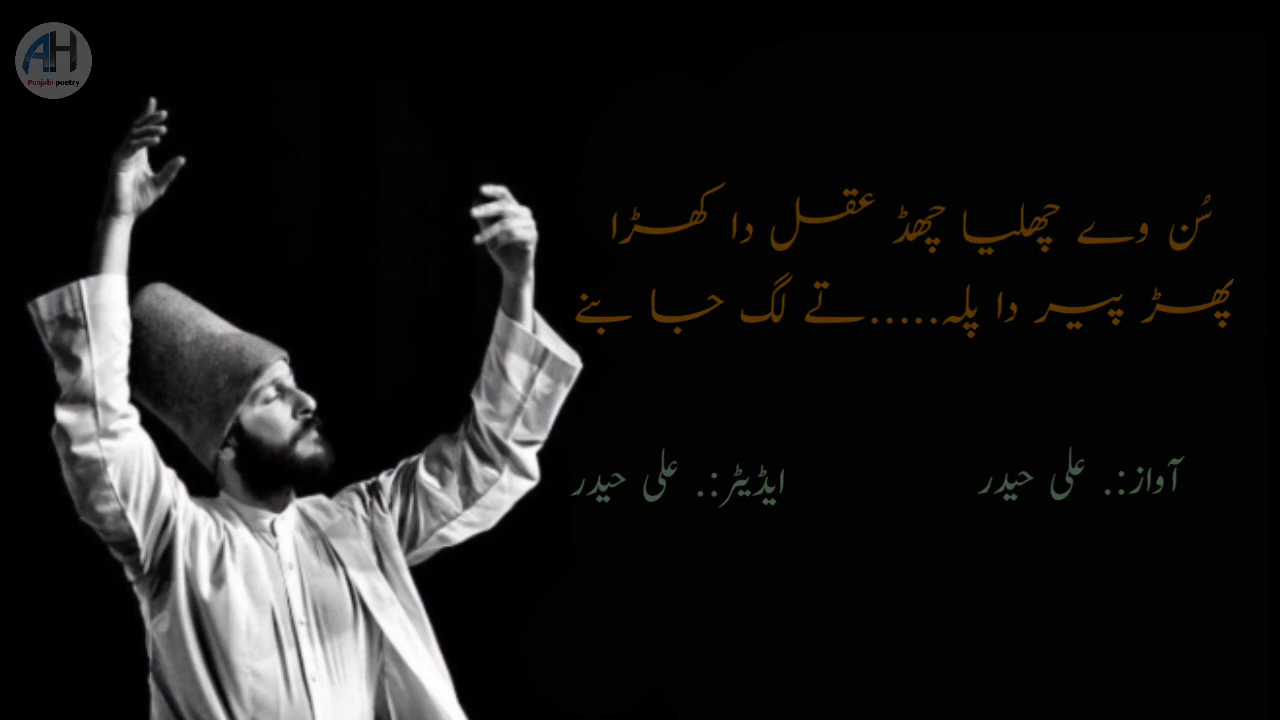 AH
Punjabi poetry
سُن وے چھلیا چھڈ عقل دا کھڑا
پھڑ پیر دا پلہ.....تے لگ جا بنے
آواز:. علی حیدر
ایڈیٹر:. علی حیدر